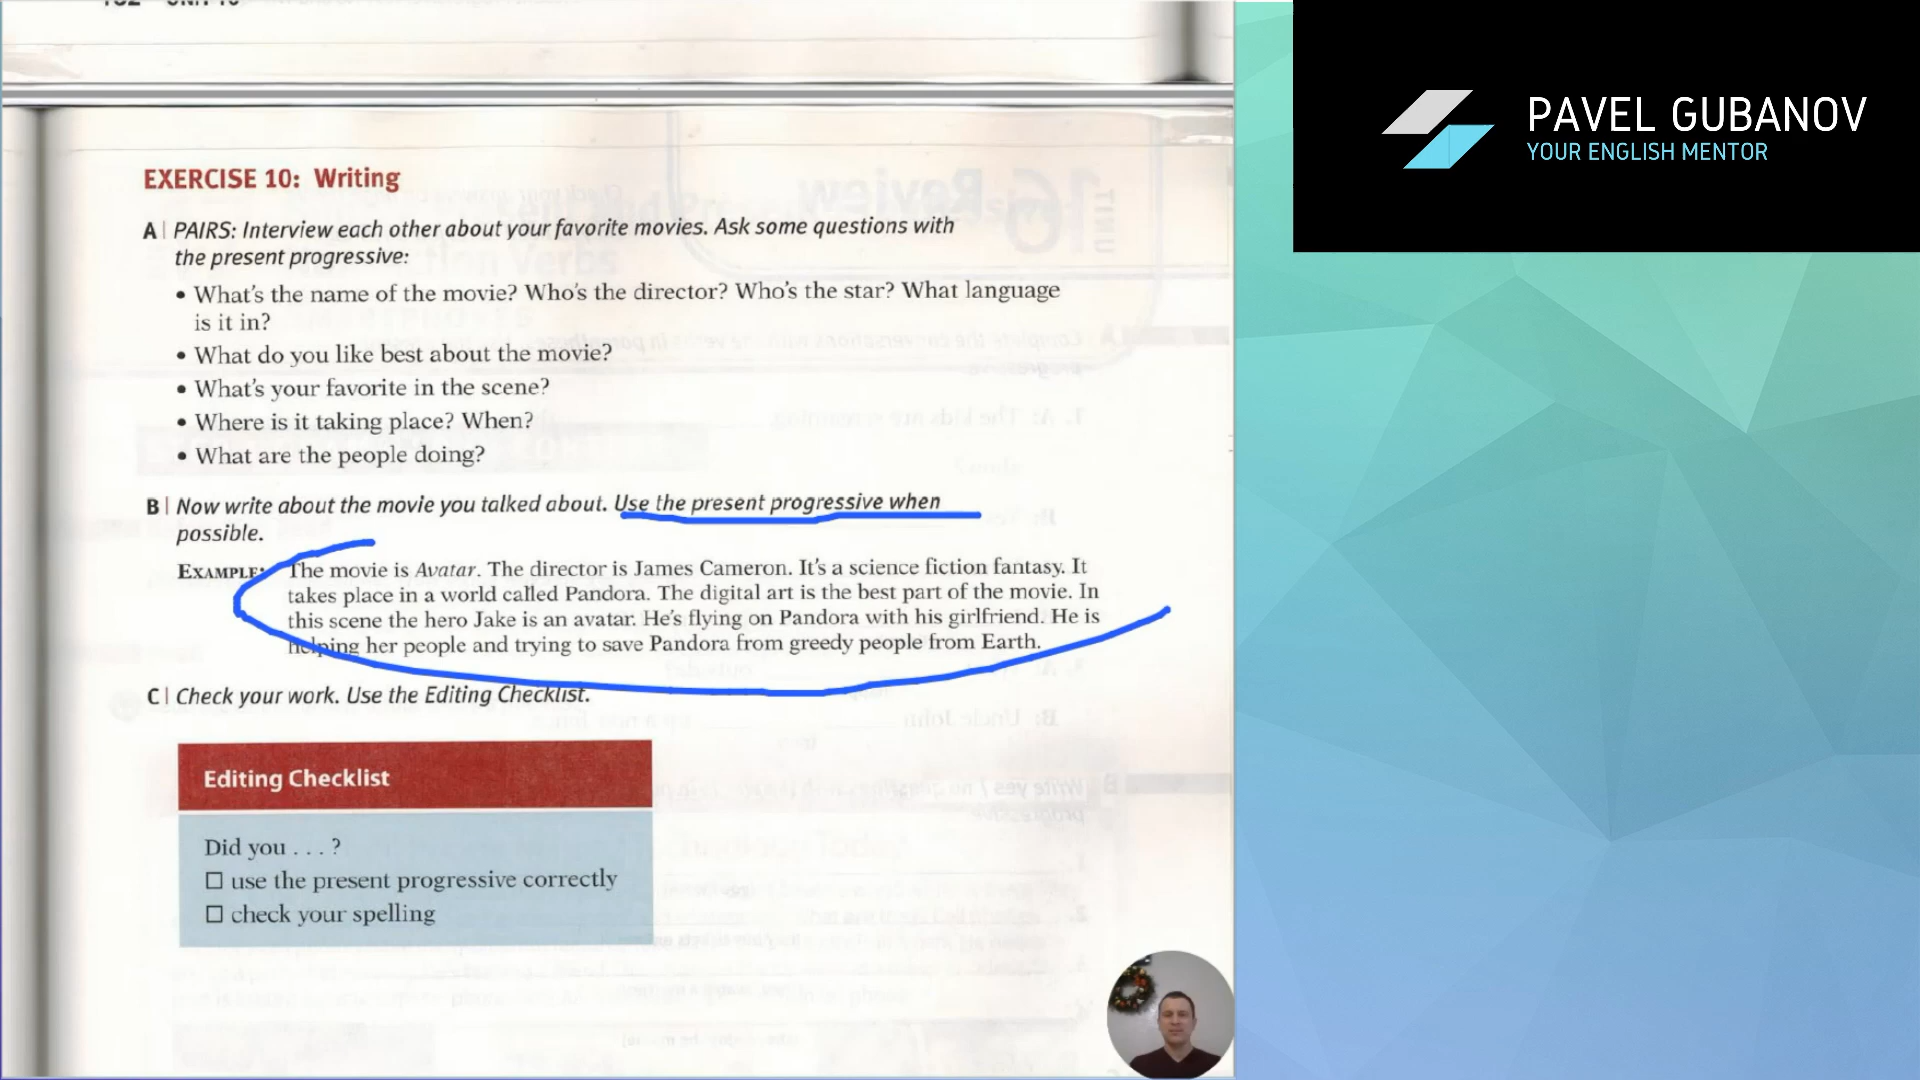 EXERCISE 10: Writing
A | PAIRS: Interview each other about your favorite movies. Ask some questions with
the present progressive:
• What's the name of the movie? Who's the director? Who's the star? What language
is it in?
• What do you like best about the movie?
• What's your favorite in the scene?
• Where is it taking place? When?
• What are the people doing?
B | Now write about the movie you talked about. Use the present progressive when
possible.
EXAMPLE: The movie is Avatar. The director is James Cameron. It's a science fiction fantasy. It
takes place in a world called Pandora. The digital art is the best part of the movie. In
this scene the hero Jake is an avatar. He's flying on Pandora with his girlfriend. He is
helping her people and trying to save Pandora from greedy people from Earth.
C | Check your work. Use the Editing Checklist.
Editing Checklist
Did you . . . ?
☐ use the present progressive correctly
☐ check your spelling
PAVEL GUBANOV
YOUR ENGLISH MENTOR